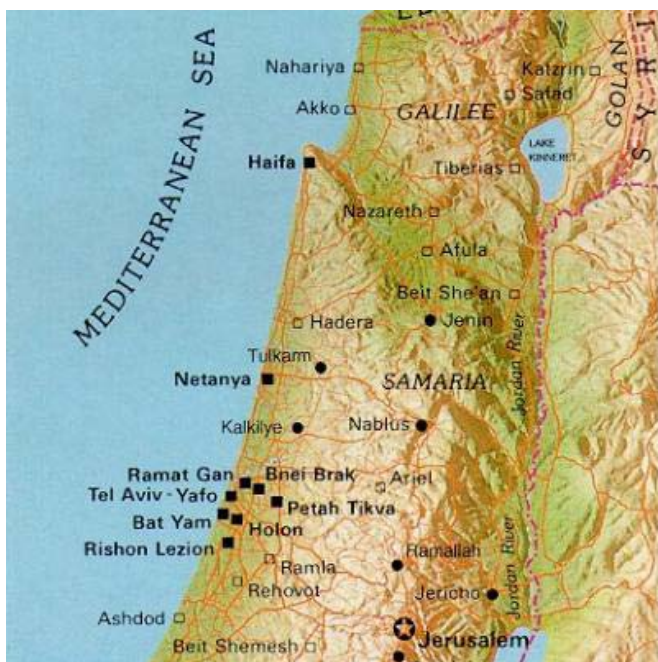 MEDITERRANEAN SEA
Nahariya
Katzrin
Safad
GOLAN
Akko
GALILEE
LAKE
KINNERET
Haifa
Tiberias
Nazareth
Afula
Beit She'an
Hadera
Jenin
Tulkarm
Jordan River
Netanya
SAMARIA
Kalkilye
Nablus
Ramat Gan
Bnei Brak
Ariel
Tel Aviv-Yafo
Petah Tikva
Bat Yam
Holon
Rishon Lezion
Ramallah
Ramla
Jordan River
Rehovot
Jericho
Ashdod
Jerusalem
Beit Shemesh